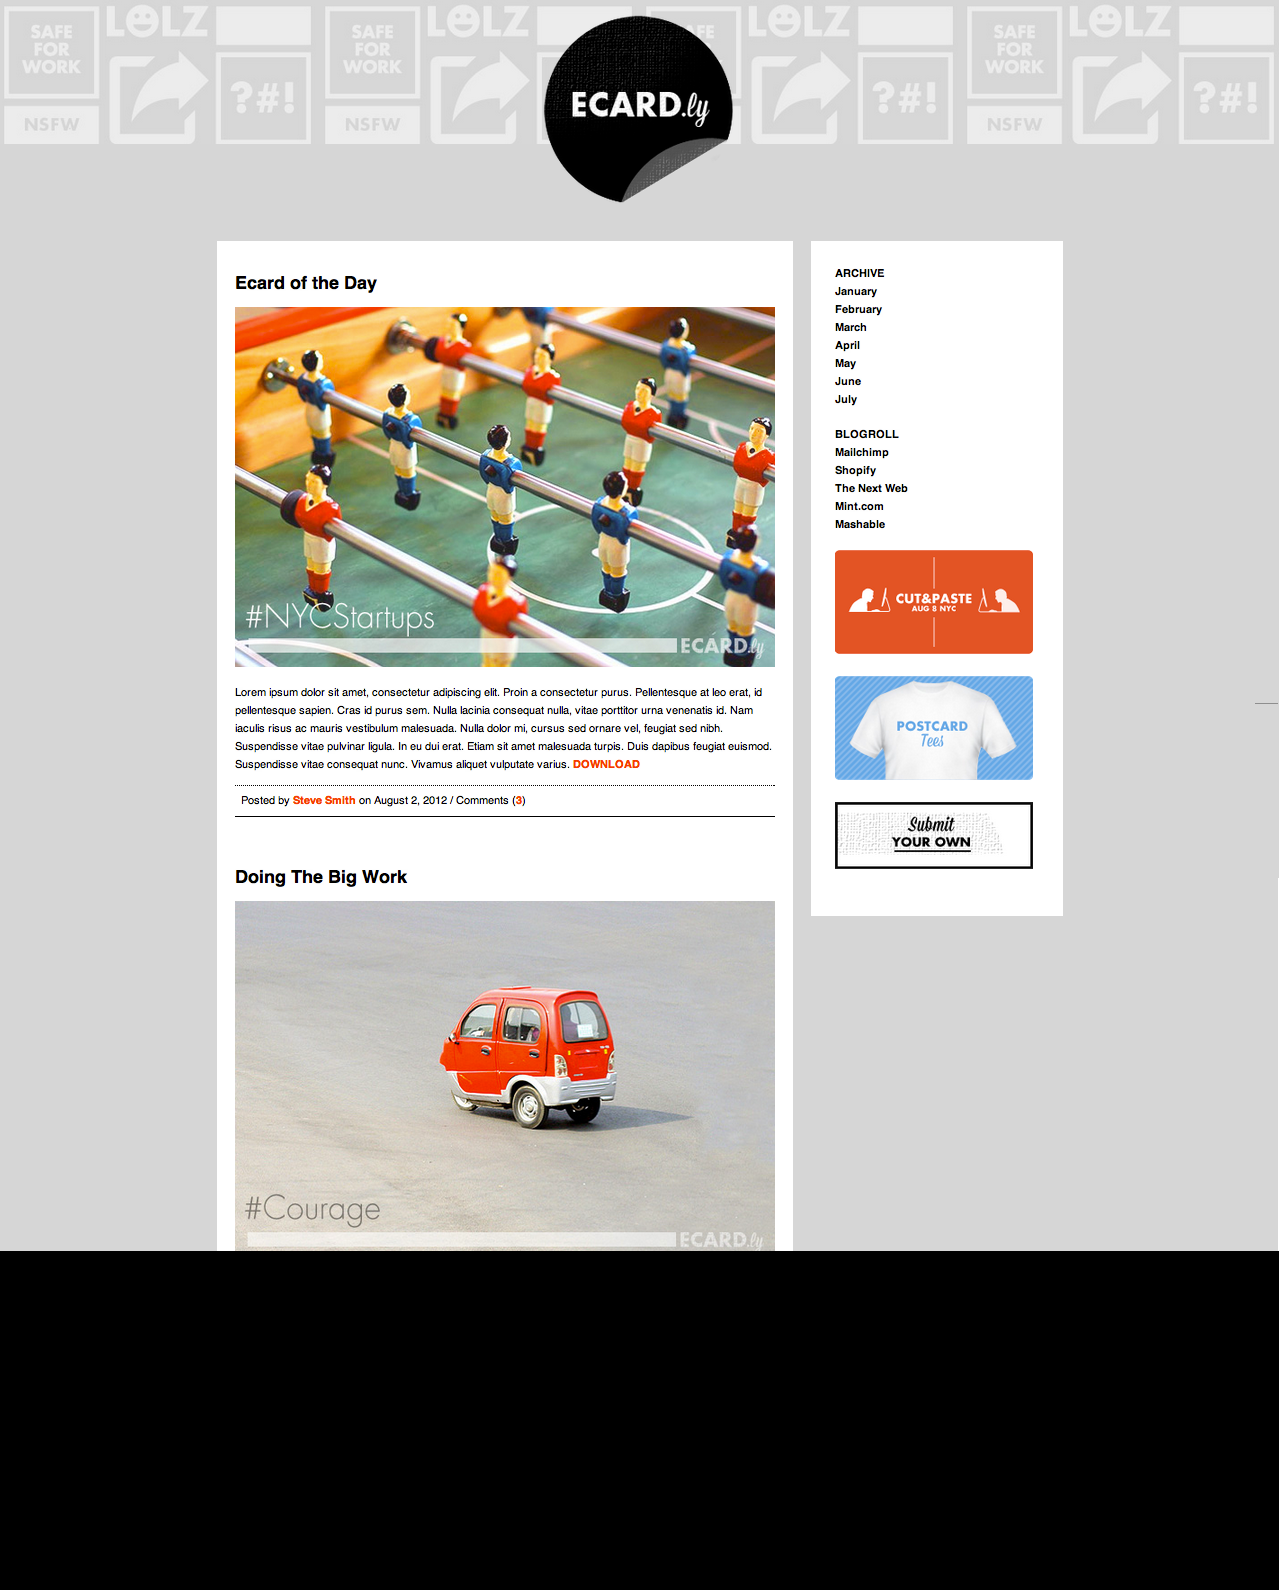 SAFE
FOR
WORK
NSFW
LOLZ
?#!
SAFE
FOR
WORK
NSFW
LOLZ
ECARD.ly
LOLZ
?#!
SAFE
FOR
WORK
NSFW
LOLZ
?#!
Ecard of the Day
#NYCStartups
ECARD.ly
Lorem ipsum dolor sit amet, consectetur adipiscing elit. Proin a consectetur purus. Pellentesque at leo erat, id
pellentesque sapien. Cras id purus sem. Nulla lacinia consequat nulla, vitae porttitor urna venenatis id. Nam
iaculis risus ac mauris vestibulum malesuada. Nulla dolor mi, cursus sed ornare vel, feugiat sed nibh.
Suspendisse vitae pulvinar ligula. In eu dui erat. Etiam sit amet malesuada turpis. Duis dapibus feugiat euismod.
Suspendisse vitae consequat nunc. Vivamus aliquet vulputate varius. DOWNLOAD
Posted by Steve Smith on August 2, 2012 / Comments (3)
Doing The Big Work
#Courage
ECARD.ly
ARCHIVE
January
February
March
April
May
June
July
BLOGROLL
Mailchimp
Shopify
The Next Web
Mint.com
Mashable
CUT&PASTE
AUG 8 NYC
POSTCARD
Tees
Submit
YOUR OWN